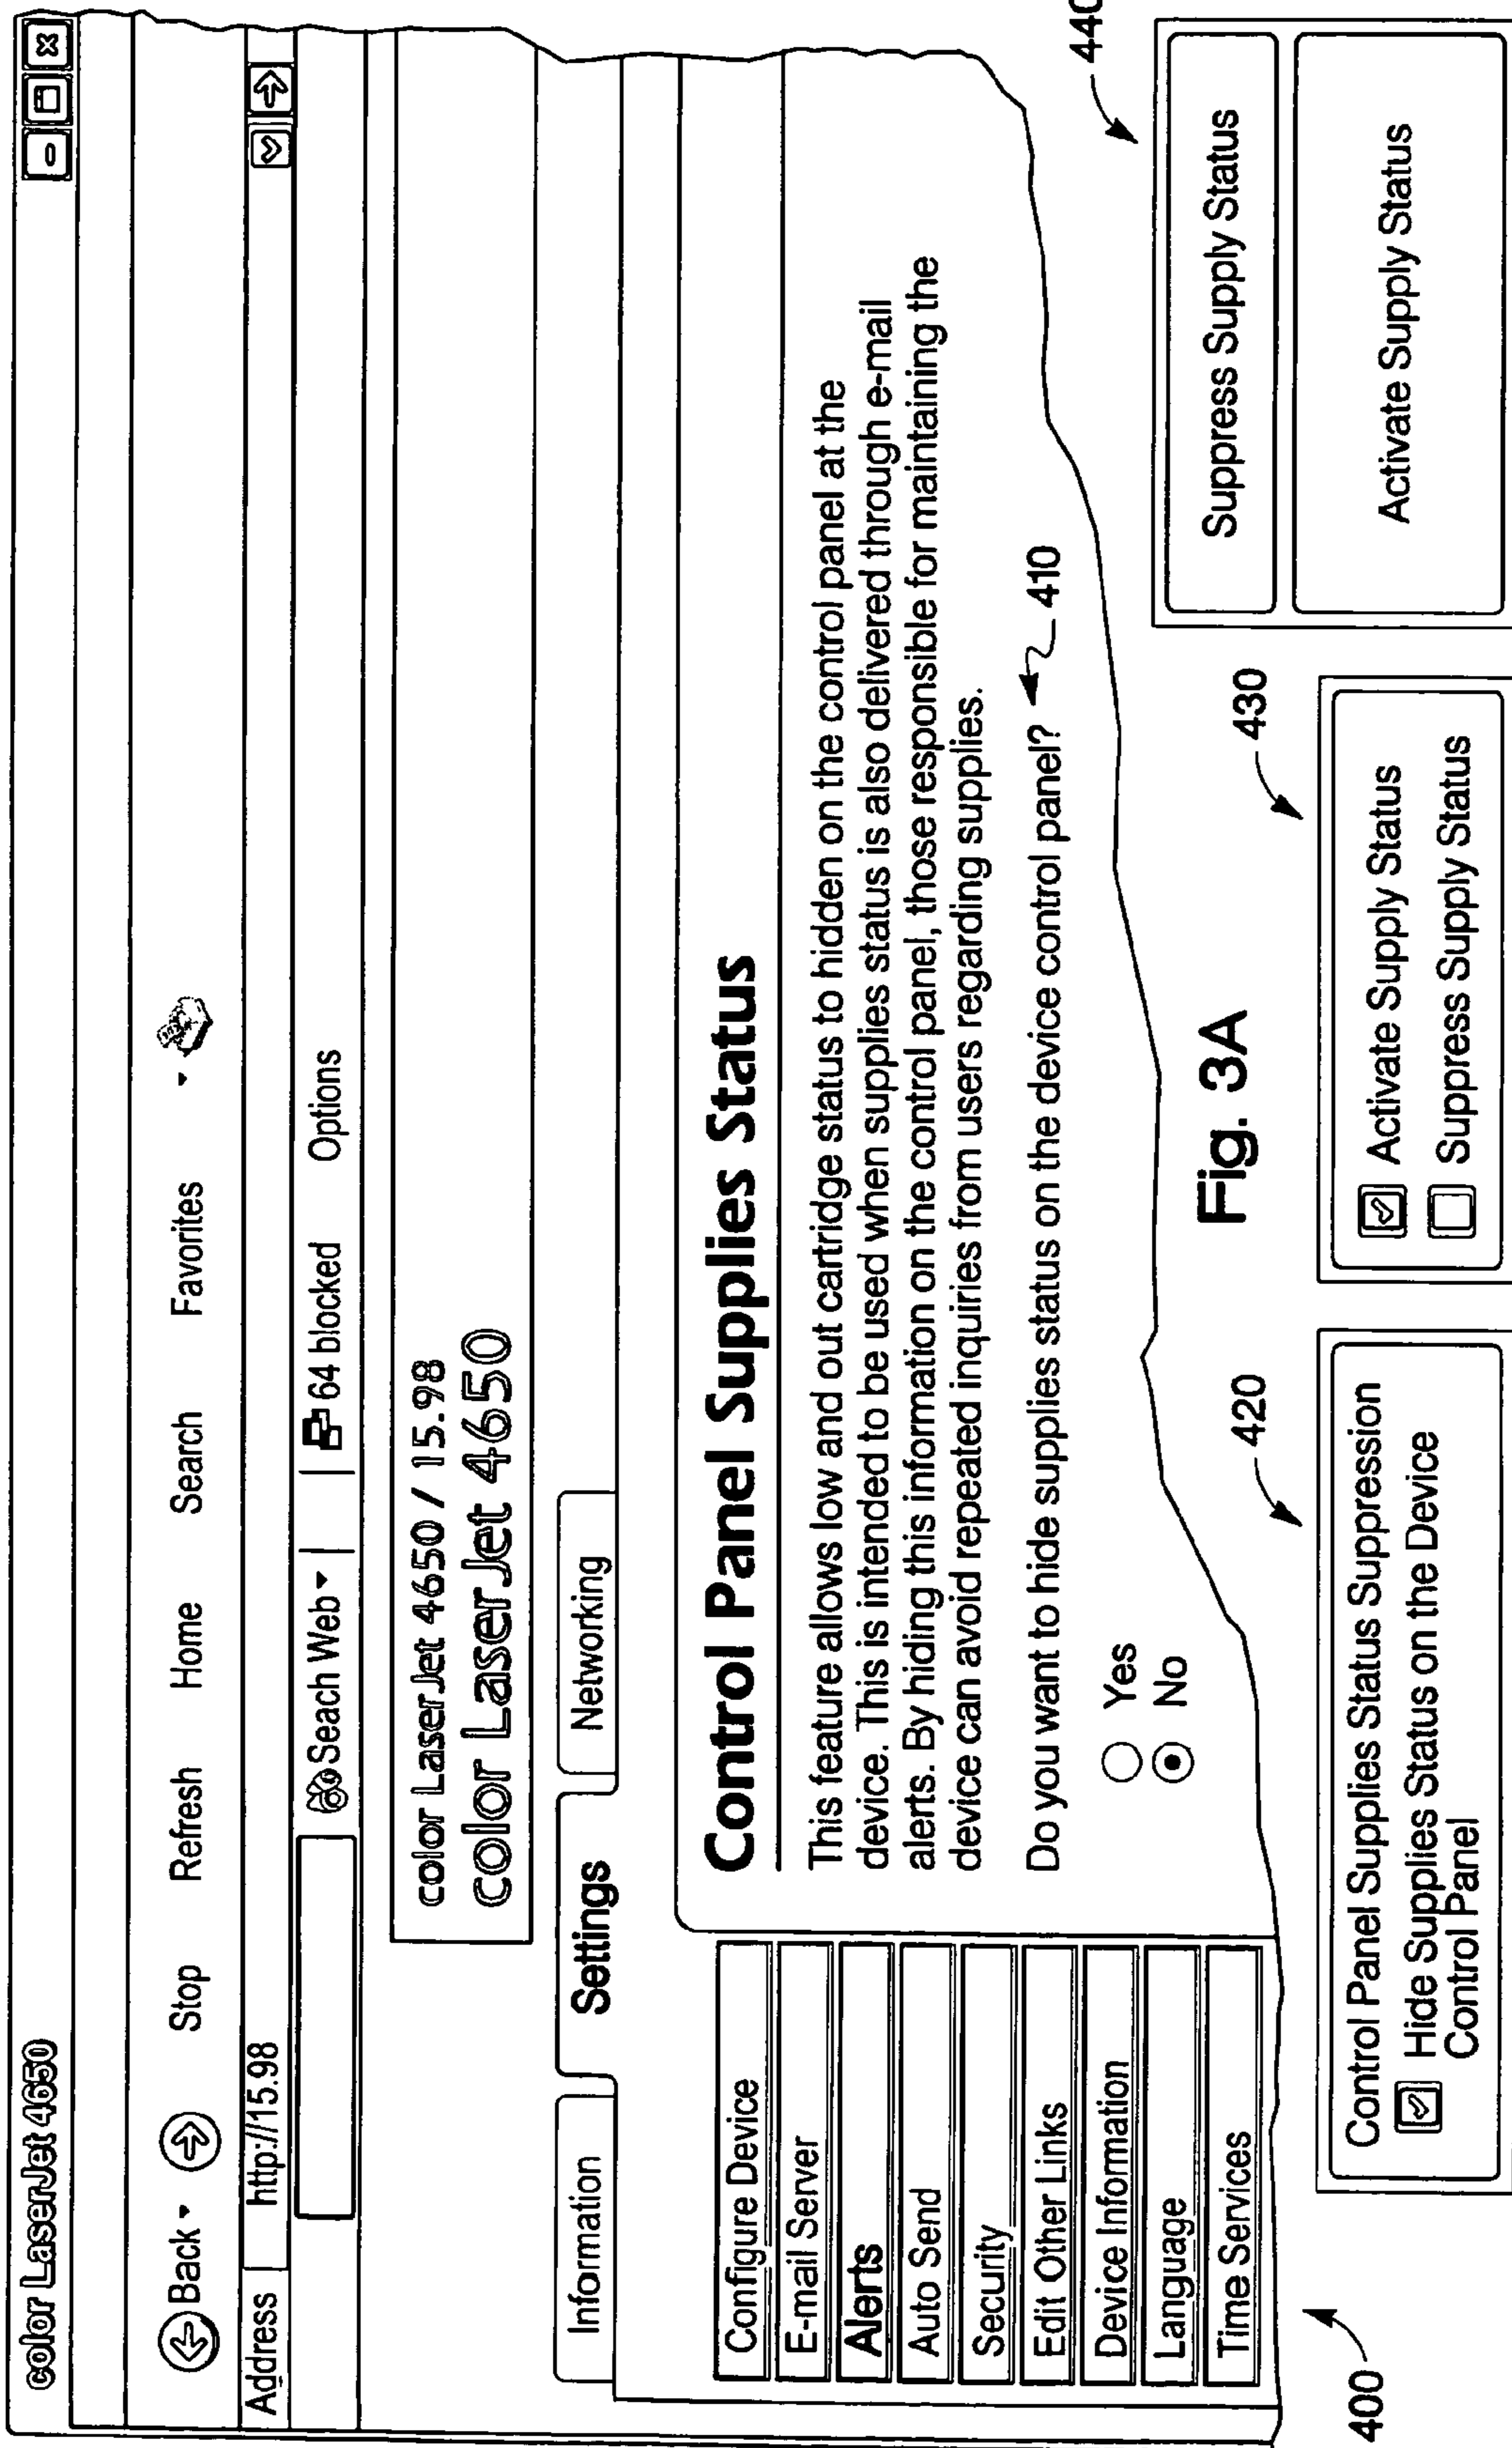 color LaserJet 4650
Back Stop Refresh Home Search Favorites
Address http://15.98
Seach Web 64 blocked Options
color LaserJet 4650 / 15.98
color LaserJet 4650
Information Settings Networking
Configure Device
E-mail Server
Alerts
Auto Send
Security
Edit Other Links
Device Information
Language
Time Services
Control Panel Supplies Status
This feature allows low and out cartridge status to hidden on the control panel at the
device. This is intended to be used when supplies status is also delivered through e-mail
alerts. By hiding this information on the control panel, those responsible for maintaining the
device can avoid repeated inquiries from users regarding supplies.
Do you want to hide supplies status on the device control panel? 410
Yes
No
400
Fig. 3A
420
Control Panel Supplies Status Suppression
Hide Supplies Status on the Device
Control Panel
430
Activate Supply Status
Suppress Supply Status
440
Suppress Supply Status
Activate Supply Status